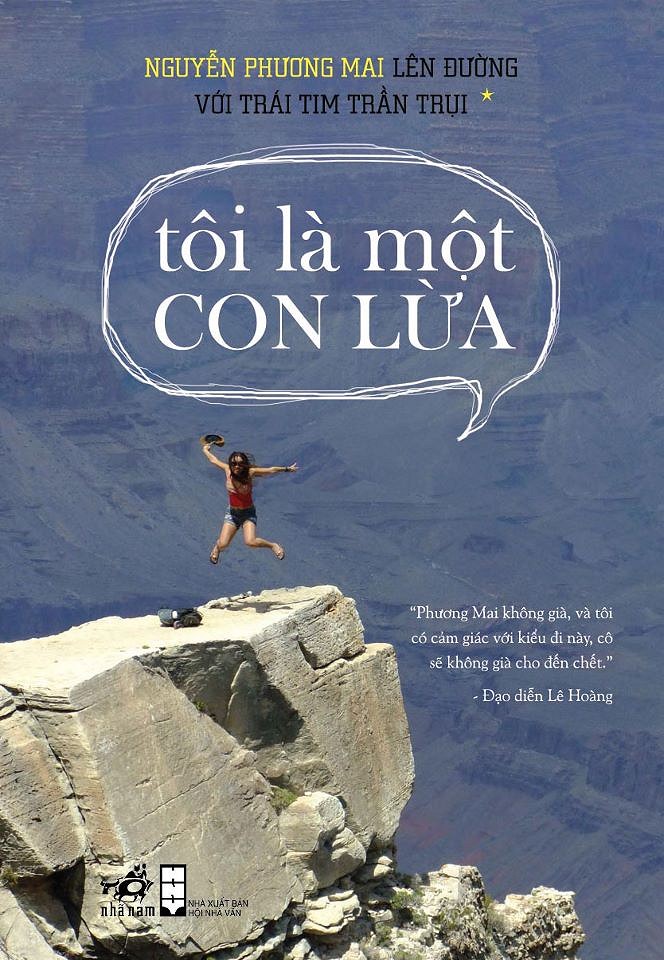 NGUYỄN PHƯƠNG MAI LÊN ĐƯỜNG
VỚI TRÁI TIM TRẦN TRỤI *
tôi là một
CON LỪA
“Phương Mai không già, và tôi
có cảm giác với kiểu đi này, cô
sẽ không già cho đến chết.”
- Đạo diễn Lê Hoàng
nhã nam
NHÀ XUẤT BẢN
HỘI NHÀ VĂN